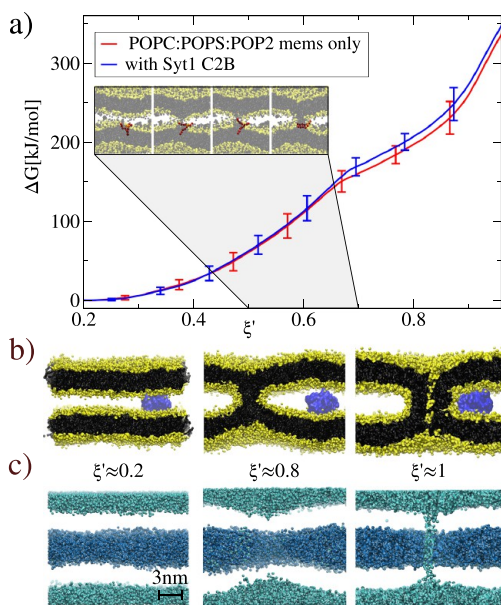 a)
POPC:POPS:POP2 mems only
with Syt1 C2B
ΔG[kJ/mol]
300
200
100
0
0.2 0.4 0.6 0.8
ξ'
b)
ξ'≈0.2 ξ'≈0.8 ξ'≈1
c)
3nm